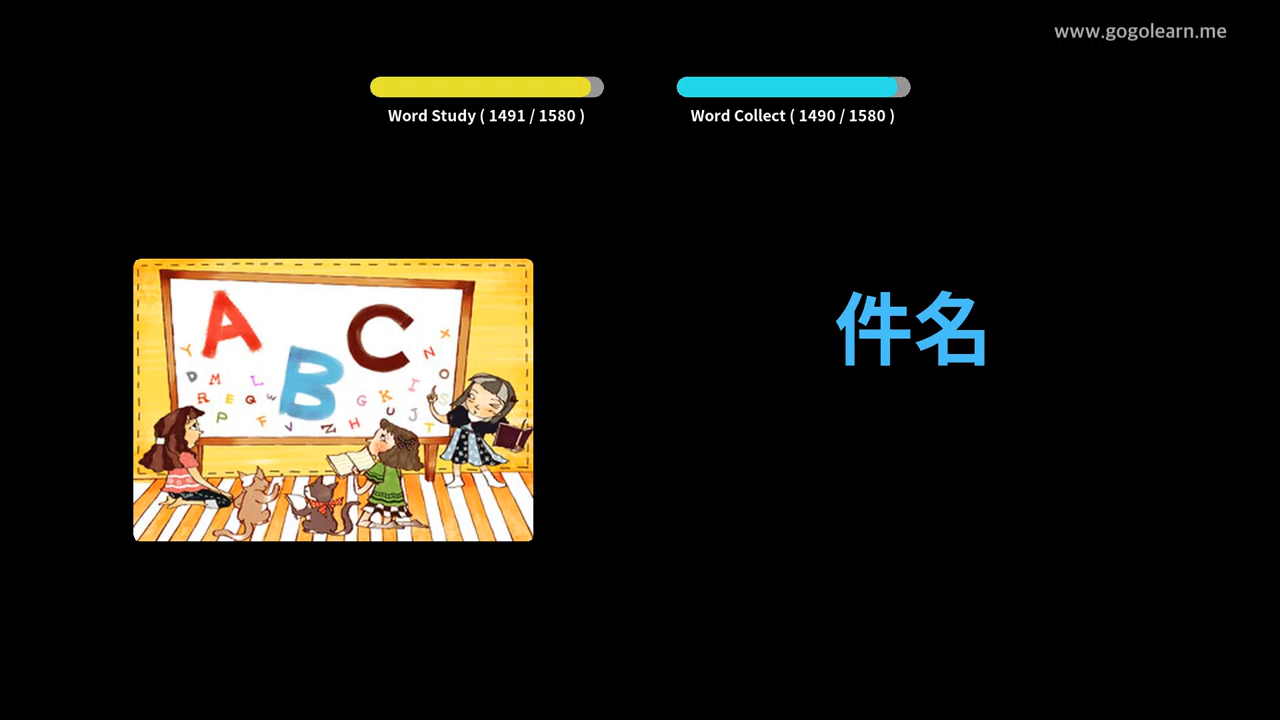 www.gogolearn.me
Word Study ( 1491 / 1580 )
Word Collect ( 1490 / 1580 )
件名
A
B
C
Y
X
N
D
M
L
O
R
E
Q
W
G
K
I
S
P
F
V
Z
H
U
J
T